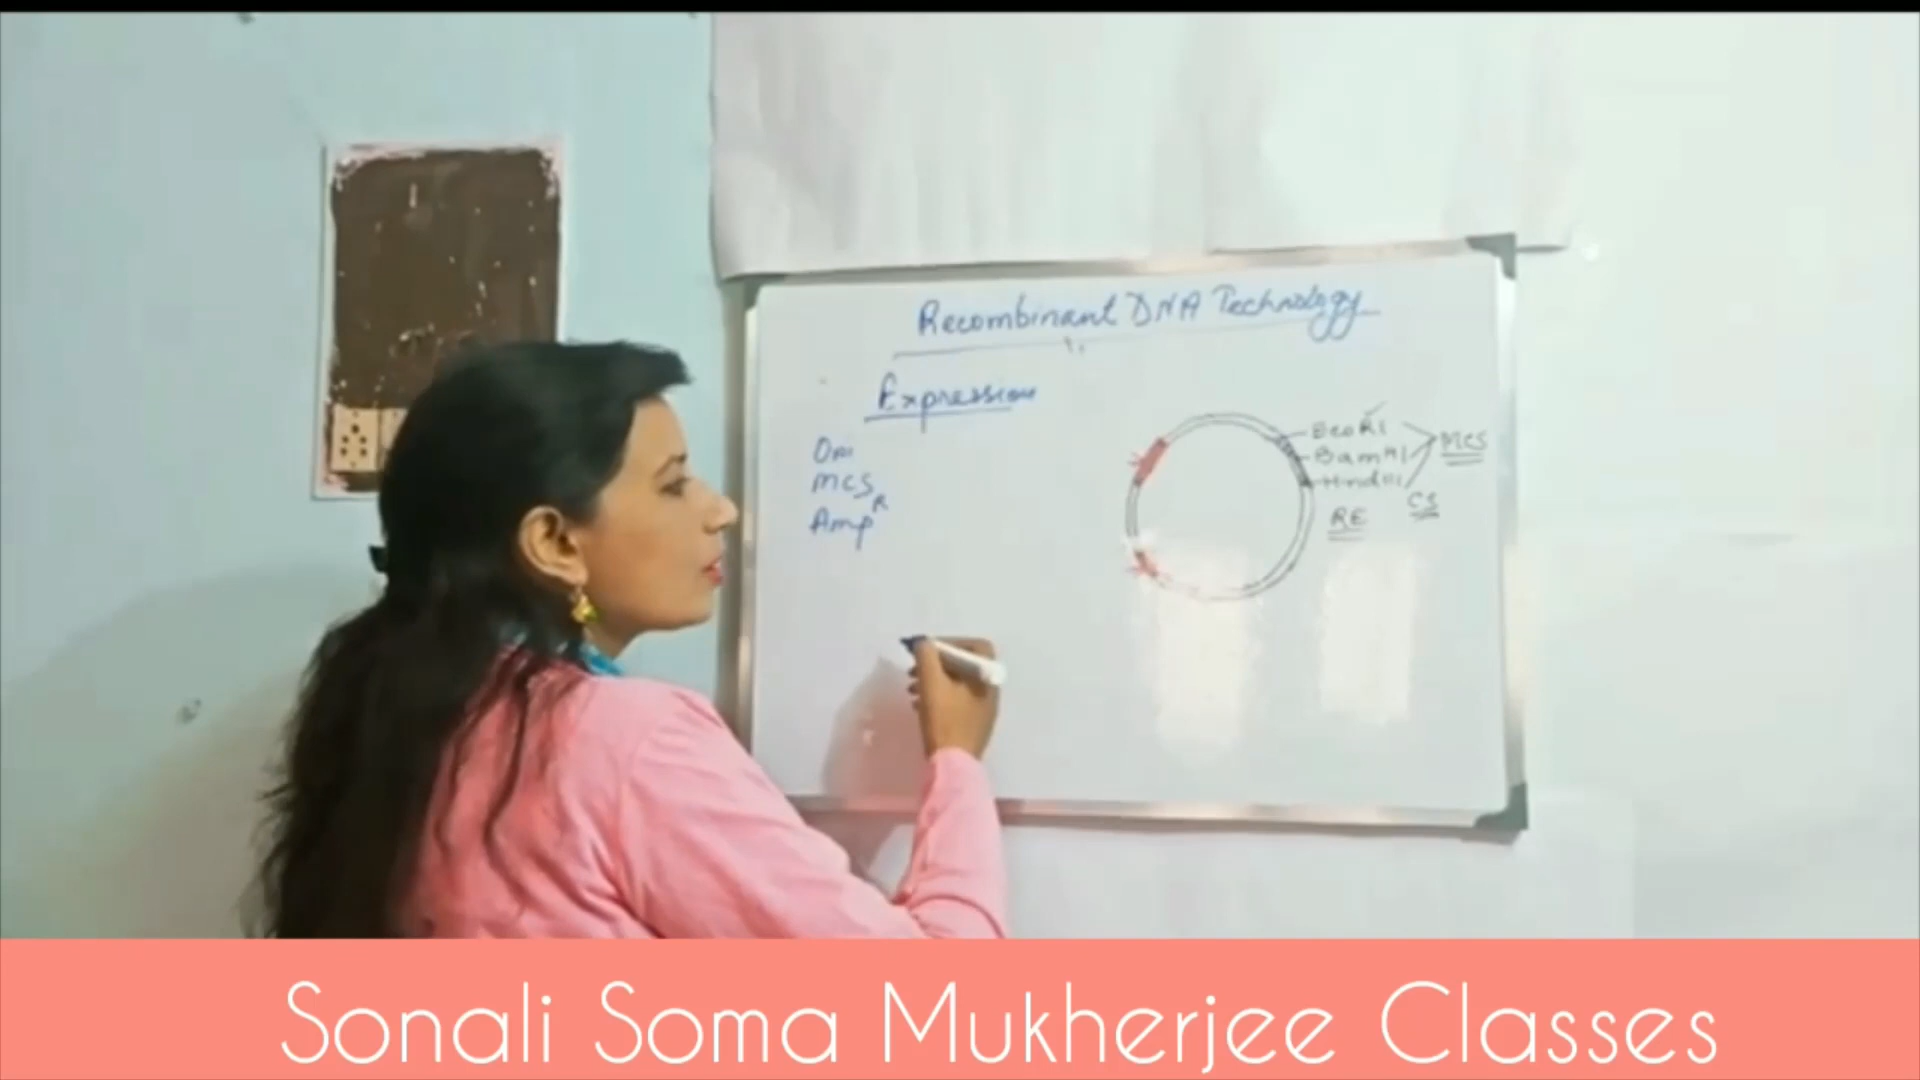 Recombinant DNA Technology
Expression
Ori
MCS
Amp R
EcoRI
BamHI
HindIII
MCS
CS
RE
Sonali Soma Mukherjee Classes